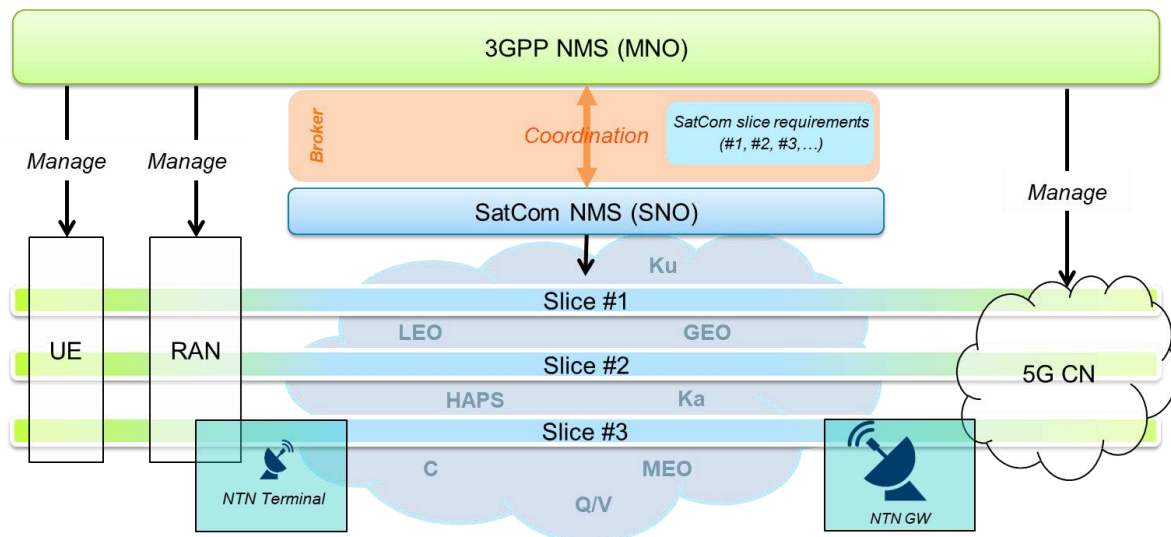 3GPP NMS (MNO)
Broker
Coordination
SatCom slice requirements
(#1, #2, #3,…)
Manage
Manage
Manage
SatCom NMS (SNO)
Ku
Slice #1
LEO
GEO
UE
RAN
Slice #2
5G CN
HAPS
Ka
Slice #3
C
MEO
NTN Terminal
Q/V
NTN GW